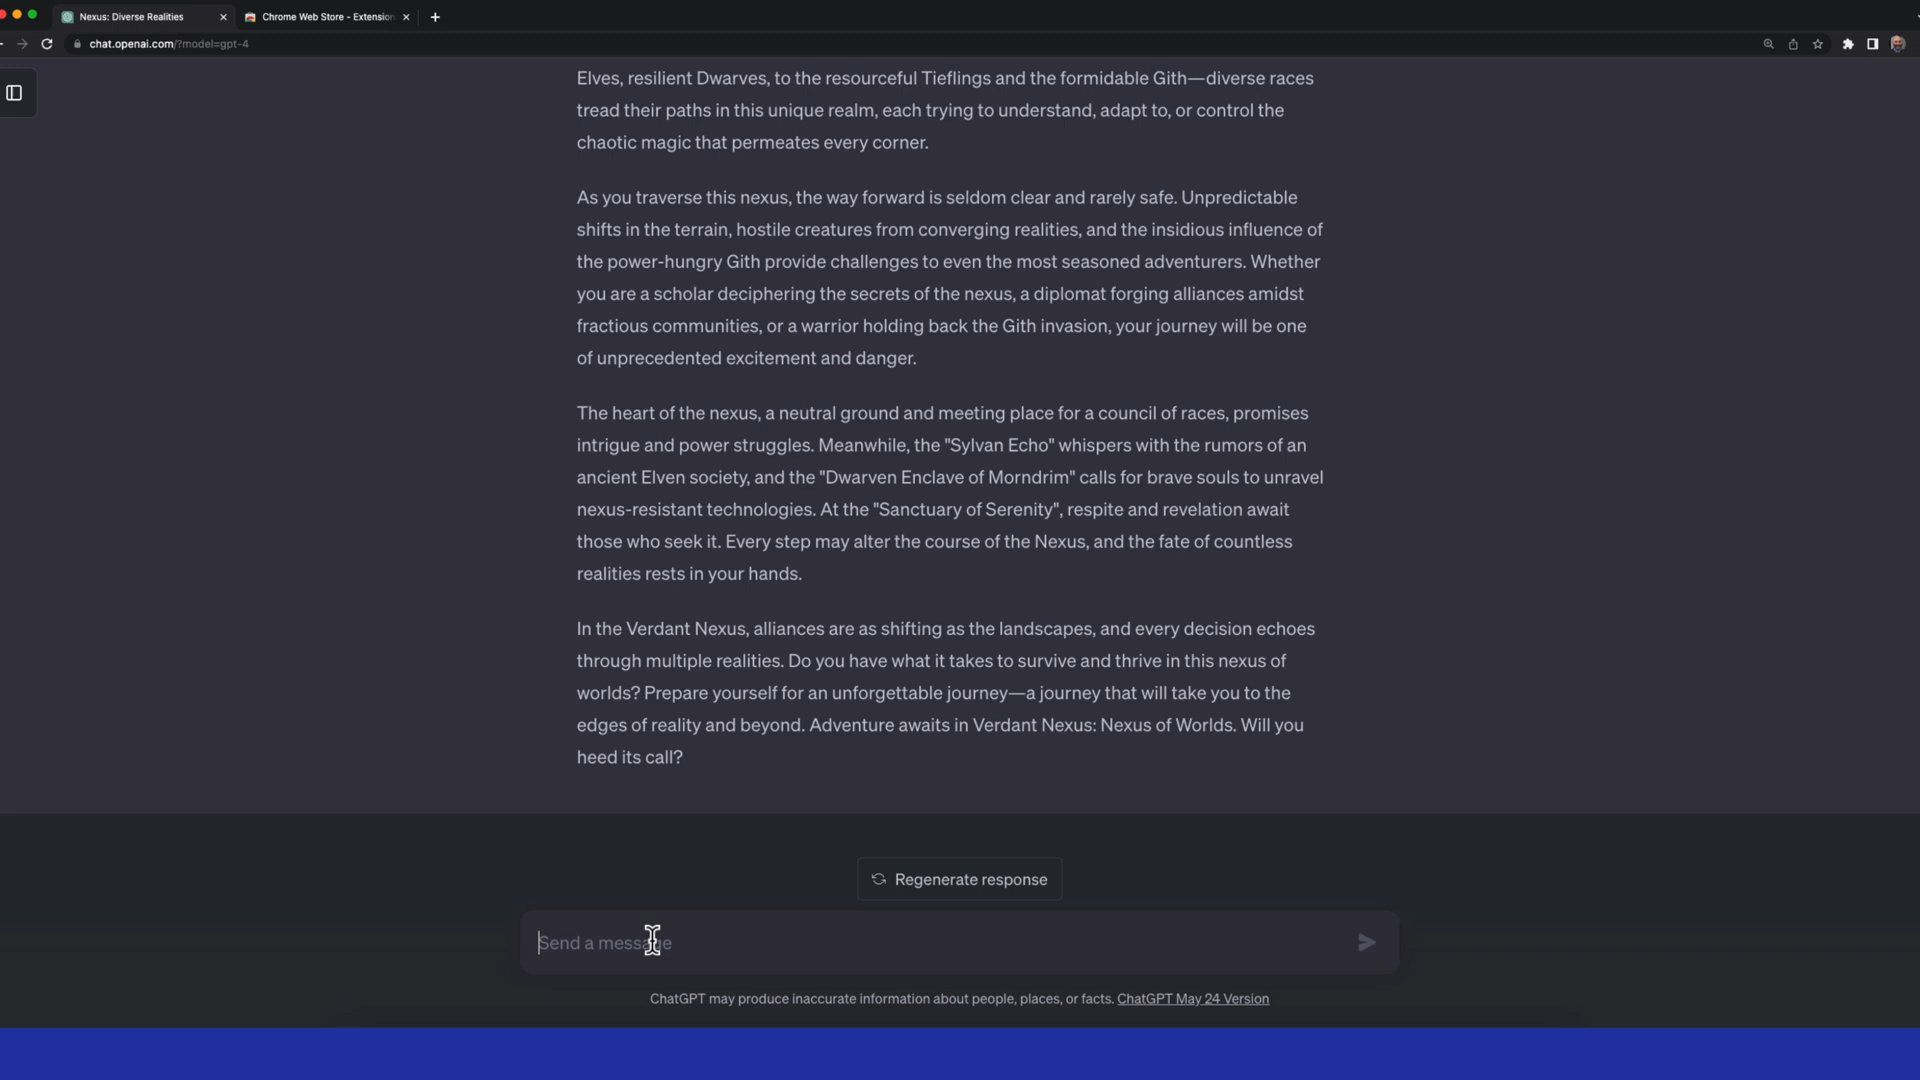 Nexus: Diverse Realities
Chrome Web Store - Extension
chat.openai.com/?model=gpt-4
Elves, resilient Dwarves, to the resourceful Tieflings and the formidable Gith—diverse races
tread their paths in this unique realm, each trying to understand, adapt to, or control the
chaotic magic that permeates every corner.
As you traverse this nexus, the way forward is seldom clear and rarely safe. Unpredictable
shifts in the terrain, hostile creatures from converging realities, and the insidious influence of
the power-hungry Gith provide challenges to even the most seasoned adventurers. Whether
you are a scholar deciphering the secrets of the nexus, a diplomat forging alliances amidst
fractious communities, or a warrior holding back the Gith invasion, your journey will be one
of unprecedented excitement and danger.
The heart of the nexus, a neutral ground and meeting place for a council of races, promises
intrigue and power struggles. Meanwhile, the "Sylvan Echo" whispers with the rumors of an
ancient Elven society, and the "Dwarven Enclave of Morndrim" calls for brave souls to unravel
nexus-resistant technologies. At the "Sanctuary of Serenity", respite and revelation await
those who seek it. Every step may alter the course of the Nexus, and the fate of countless
realities rests in your hands.
In the Verdant Nexus, alliances are as shifting as the landscapes, and every decision echoes
through multiple realities. Do you have what it takes to survive and thrive in this nexus of
worlds? Prepare yourself for an unforgettable journey—a journey that will take you to the
edges of reality and beyond. Adventure awaits in Verdant Nexus: Nexus of Worlds. Will you
heed its call?
Regenerate response
Send a message
ChatGPT may produce inaccurate information about people, places, or facts. ChatGPT May 24 Version